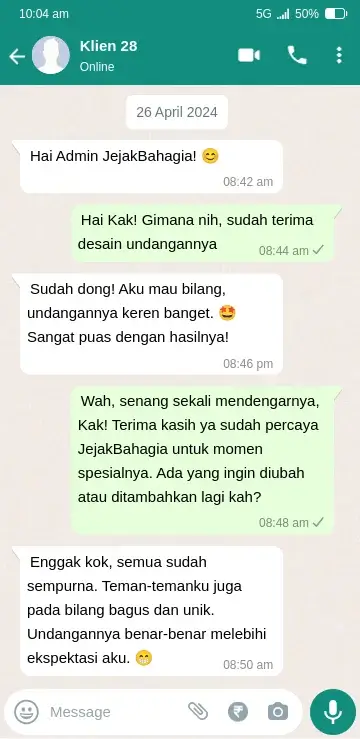 10:04 am
5G
50%
Klien 28
Online
26 April 2024
Hai Admin JejakBahagia! 😊
08:42 am
Hai Kak! Gimana nih, sudah terima
desain undangannya
08:44 am ✓
Sudah dong! Aku mau bilang,
undangannya keren banget. 🤩
Sangat puas dengan hasilnya!
08:46 pm
Wah, senang sekali mendengarnya,
Kak! Terima kasih ya sudah percaya
JejakBahagia untuk momen
spesialnya. Ada yang ingin diubah
atau ditambahkan lagi kah?
08:48 am ✓
Enggak kok, semua sudah
sempurna. Teman-temanku juga
pada bilang bagus dan unik.
Undangannya benar-benar melebihi
ekspektasi aku. 😁
08:50 am
Message
₹